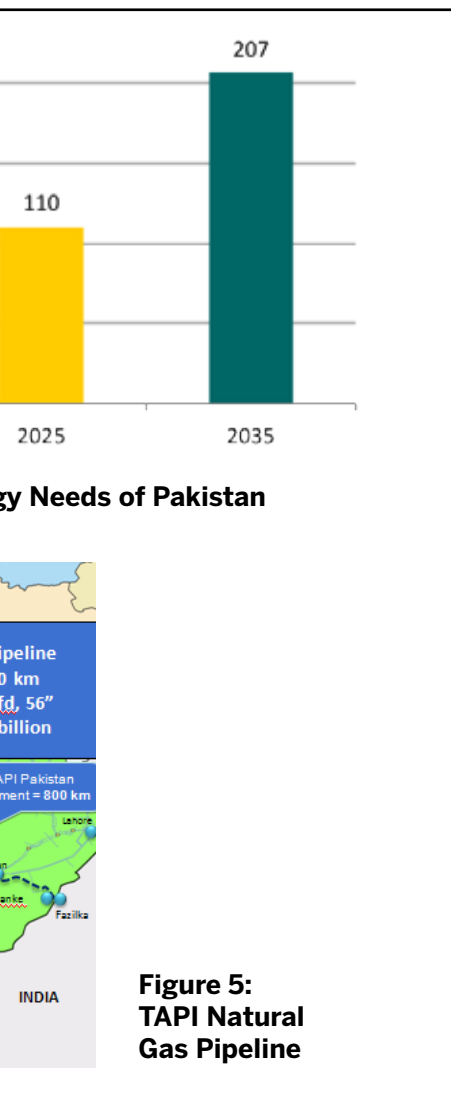 207
110
2025 2035
gy Needs of Pakistan
ipeline
0 km
fd, 56”
billion
API Pakistan
ment = 800 km
Lahore
an
anke
Fazilka
INDIA
Figure 5:
TAPI Natural
Gas Pipeline